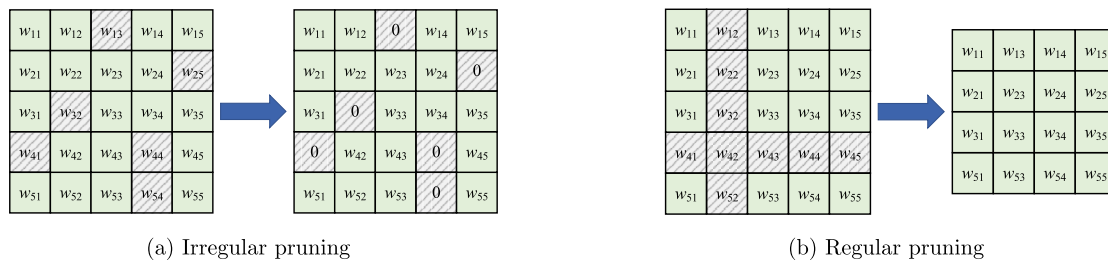 w11 w12 w13 w14 w15
w21 w22 w23 w24 w25
w31 w32 w33 w34 w35
w41 w42 w43 w44 w45
w51 w52 w53 w54 w55
w11 w12 0 w14 w15
w21 w22 w23 w24 0
w31 0 w33 w34 w35
0 w42 w43 0 w45
w51 w52 w53 0 w55
(a) Irregular pruning
w11 w12 w13 w14 w15
w21 w22 w23 w24 w25
w31 w32 w33 w34 w35
w41 w42 w43 w44 w45
w51 w52 w53 w54 w55
w11 w13 w14 w15
w21 w23 w24 w25
w31 w33 w34 w35
w51 w53 w54 w55
(b) Regular pruning